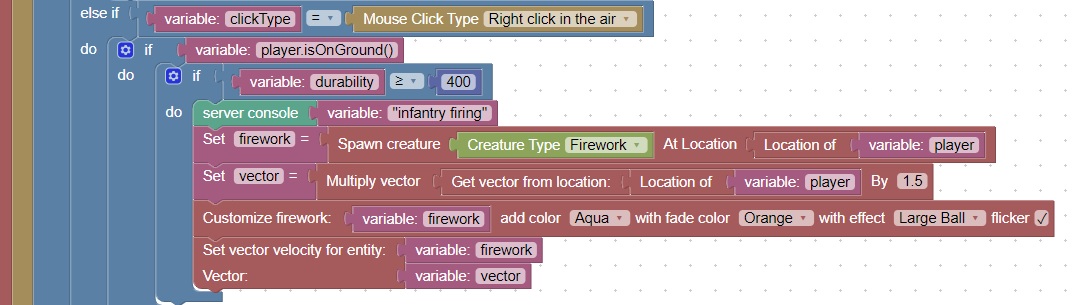 else if variable: clickType = Mouse Click Type Right click in the air
do if variable: player.isOnGround()
do if variable: durability ≥ 400
do server console variable: "infantry firing"
Set firework = Spawn creature Creature Type Firework At Location Location of variable: player
Set vector = Multiply vector Get vector from location: Location of variable: player By 1.5
Customize firework: variable: firework add color Aqua with fade color Orange with effect Large Ball flicker ✓
Set vector velocity for entity: variable: firework
Vector: variable: vector